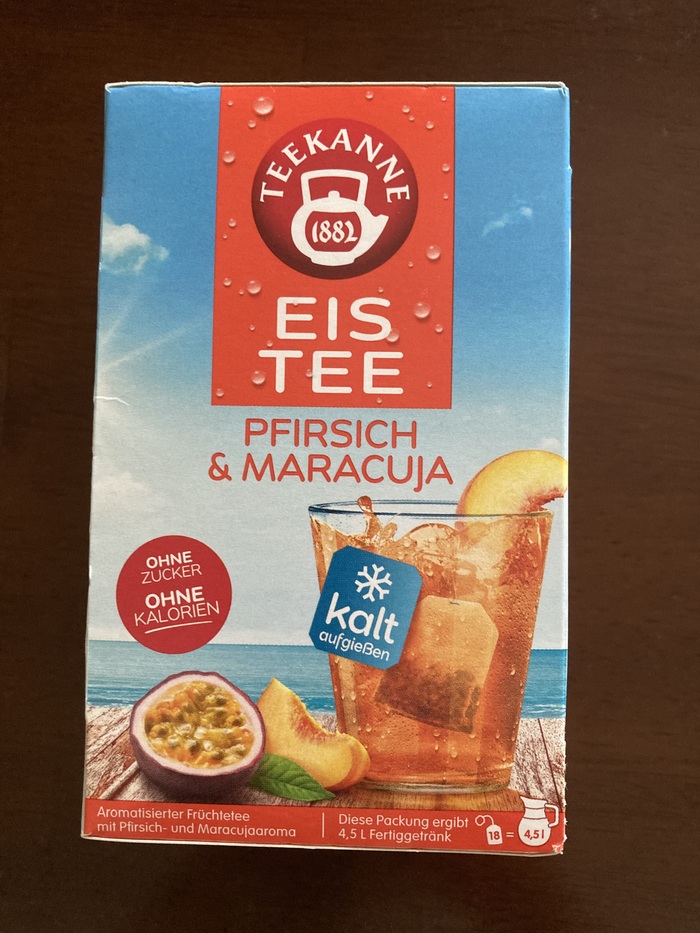 TEEKANNE
1882
EIS
TEE
PFIRSICH
& MARACUJA
OHNE
ZUCKER
OHNE
KALORIEN
kalt
aufgießen
Aromatisierter Früchtetee
mit Pfirsich- und Maracujaaroma
Diese Packung ergibt
4,5 L Fertiggetränk
18 = 4,5 l